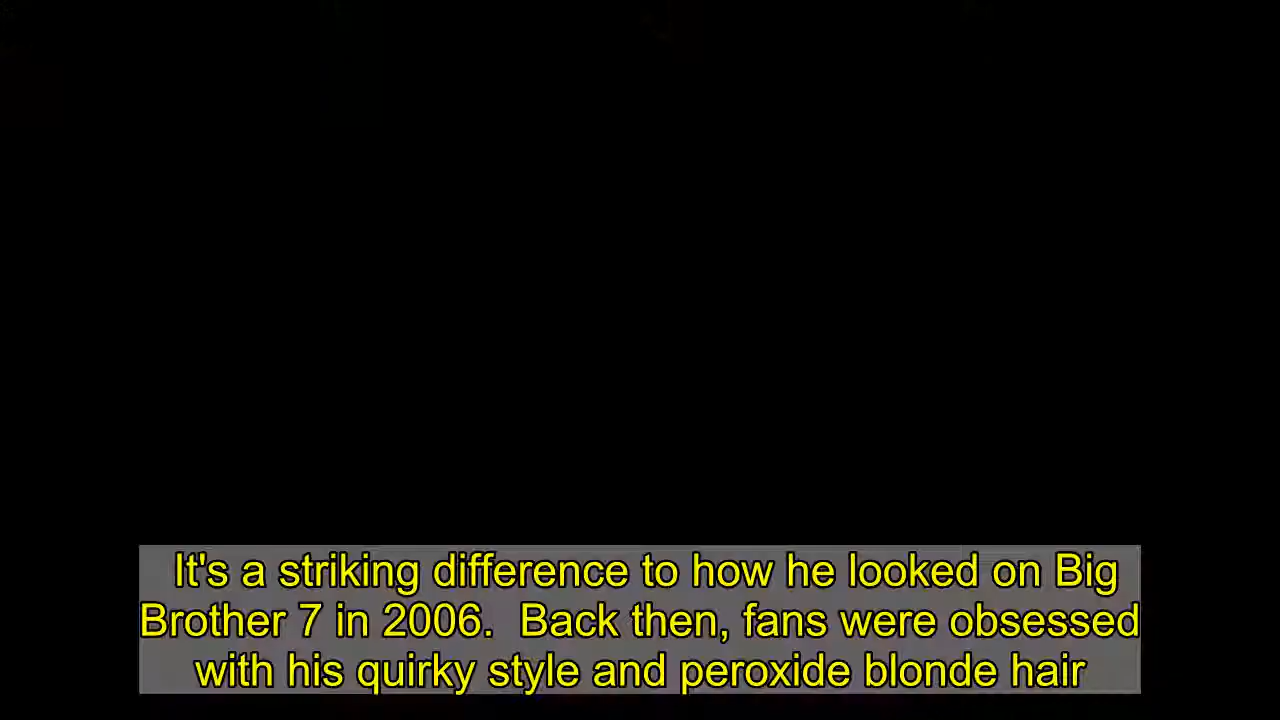 It's a striking difference to how he looked on Big
Brother 7 in 2006.  Back then, fans were obsessed
with his quirky style and peroxide blonde hair